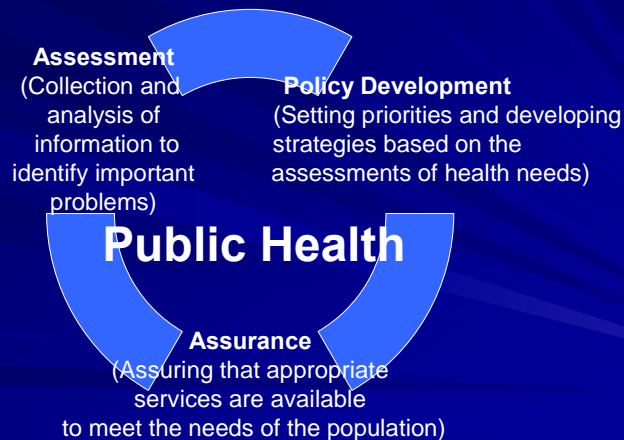 Assessment
(Collection and
analysis of
information to
identify important
problems)
Policy Development
(Setting priorities and developing
strategies based on the
assessments of health needs)
Public Health
Assurance
(Assuring that appropriate
services are available
to meet the needs of the population)